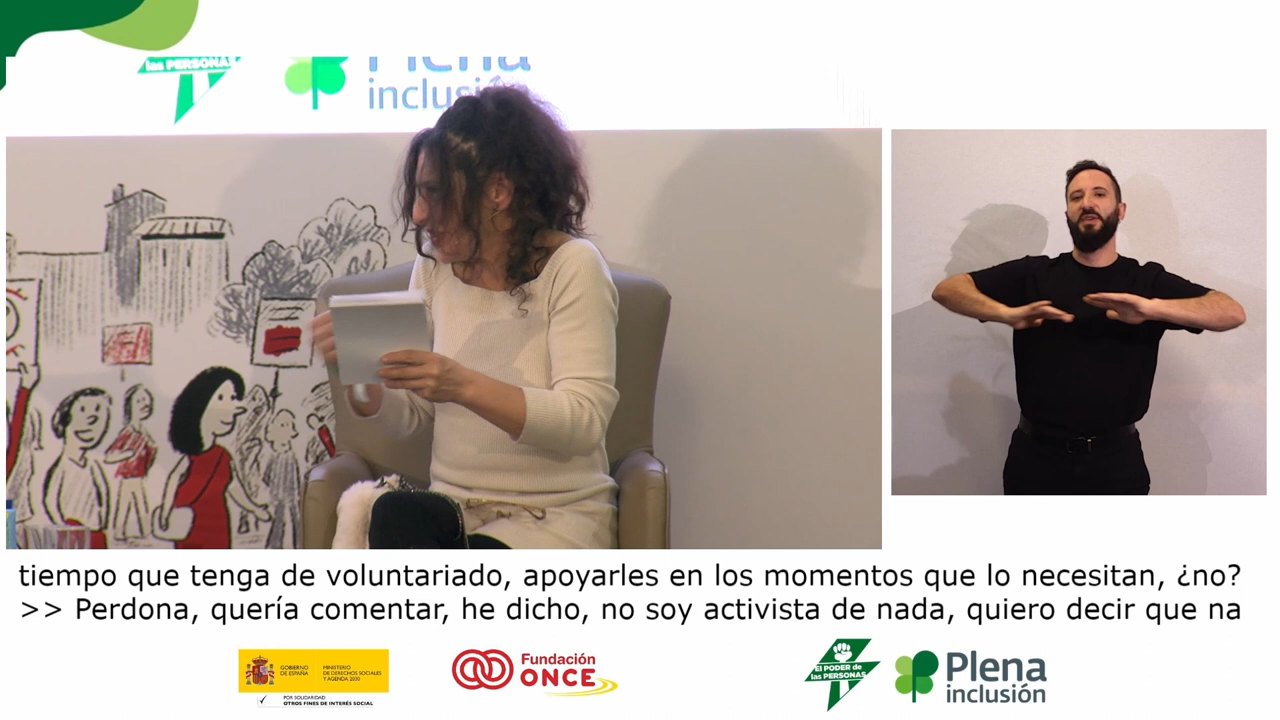 las PERSONAS
Plena
inclusión
tiempo que tenga de voluntariado, apoyarles en los momentos que lo necesitan, ¿no?
>> Perdona, quería comentar, he dicho, no soy activista de nada, quiero decir que na
GOBIERNO
DE ESPAÑA
MINISTERIO
DE DERECHOS SOCIALES
Y AGENDA 2030
POR SOLIDARIDAD
OTROS FINES DE INTERÉS SOCIAL
Fundación
ONCE
El PODER de
las PERSONAS
Plena
inclusión